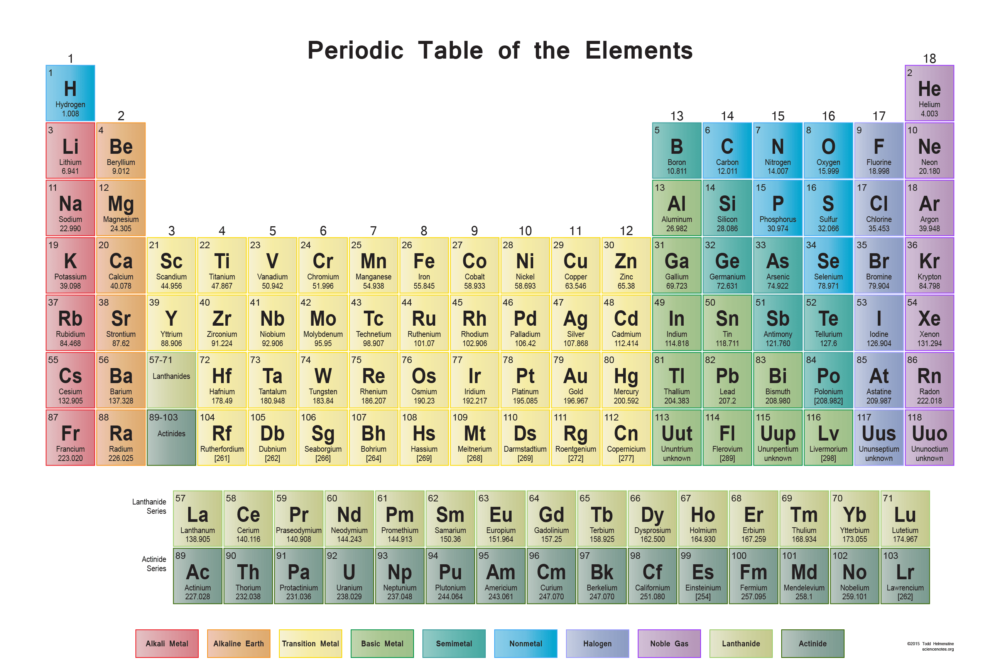 Periodic Table of the Elements
1 18
1 2
H He
Hydrogen Helium
1.008 4.003
2 13 14 15 16 17
3 4 5 6 7 8 9 10
Li Be B C N O F Ne
Lithium Beryllium Boron Carbon Nitrogen Oxygen Fluorine Neon
6.941 9.012 10.811 12.011 14.007 15.999 18.998 20.180
11 12 13 14 15 16 17 18
Na Mg Al Si P S Cl Ar
Sodium Magnesium Aluminum Silicon Phosphorus Sulfur Chlorine Argon
22.990 24.305 26.982 28.086 30.974 32.066 35.453 39.948
3 4 5 6 7 8 9 10 11 12
19 20 21 22 23 24 25 26 27 28 29 30 31 32 33 34 35 36
K Ca Sc Ti V Cr Mn Fe Co Ni Cu Zn Ga Ge As Se Br Kr
Potassium Calcium Scandium Titanium Vanadium Chromium Manganese Iron Cobalt Nickel Copper Zinc Gallium Germanium Arsenic Selenium Bromine Krypton
39.098 40.078 44.956 47.867 50.942 51.996 54.938 55.845 58.933 58.693 63.546 65.38 69.723 72.631 74.922 78.971 79.904 84.798
37 38 39 40 41 42 43 44 45 46 47 48 49 50 51 52 53 54
Rb Sr Y Zr Nb Mo Tc Ru Rh Pd Ag Cd In Sn Sb Te I Xe
Rubidium Strontium Yttrium Zirconium Niobium Molybdenum Technetium Ruthenium Rhodium Palladium Silver Cadmium Indium Tin Antimony Tellurium Iodine Xenon
84.468 87.62 88.906 91.224 92.906 95.95 98.907 101.07 102.906 106.42 107.868 112.414 114.818 118.711 121.760 127.6 126.904 131.294
55 56 57-71 72 73 74 75 76 77 78 79 80 81 82 83 84 85 86
Cs Ba Lanthanides Hf Ta W Re Os Ir Pt Au Hg Tl Pb Bi Po At Rn
Cesium Barium Hafnium Tantalum Tungsten Rhenium Osmium Iridium Platinum Gold Mercury Thallium Lead Bismuth Polonium Astatine Radon
132.905 137.328 178.49 180.948 183.84 186.207 190.23 192.217 195.085 196.967 200.592 204.383 207.2 208.980 [208.982] 209.987 222.018
87 88 89-103 104 105 106 107 108 109 110 111 112 113 114 115 116 117 118
Fr Ra Actinides Rf Db Sg Bh Hs Mt Ds Rg Cn Uut Fl Uup Lv Uus Uuo
Francium Radium Rutherfordium Dubnium Seaborgium Bohrium Hassium Meitnerium Darmstadtium Roentgenium Copernicium Ununtrium Flerovium Ununpentium Livermorium Ununseptium Ununoctium
223.020 226.025 [261] [262] [266] [264] [269] [268] [269] [272] [277] unknown [289] unknown [298] unknown unknown
Lanthanide
Series
57 58 59 60 61 62 63 64 65 66 67 68 69 70 71
La Ce Pr Nd Pm Sm Eu Gd Tb Dy Ho Er Tm Yb Lu
Lanthanum Cerium Praseodymium Neodymium Promethium Samarium Europium Gadolinium Terbium Dysprosium Holmium Erbium Thulium Ytterbium Lutetium
138.905 140.116 140.908 144.243 144.913 150.36 151.964 157.25 158.925 162.500 164.930 167.259 168.934 173.055 174.967
Actinide
Series
89 90 91 92 93 94 95 96 97 98 99 100 101 102 103
Ac Th Pa U Np Pu Am Cm Bk Cf Es Fm Md No Lr
Actinium Thorium Protactinium Uranium Neptunium Plutonium Americium Curium Berkelium Californium Einsteinium Fermium Mendelevium Nobelium Lawrencium
227.028 232.038 231.036 238.029 237.048 244.064 243.061 247.070 247.070 251.080 [254] 257.095 258.1 259.101 [262]
Alkali Metal Alkaline Earth Transition Metal Basic Metal Semimetal Nonmetal Halogen Noble Gas Lanthanide Actinide
©2015 Todd Helmenstine
sciencenotes.org